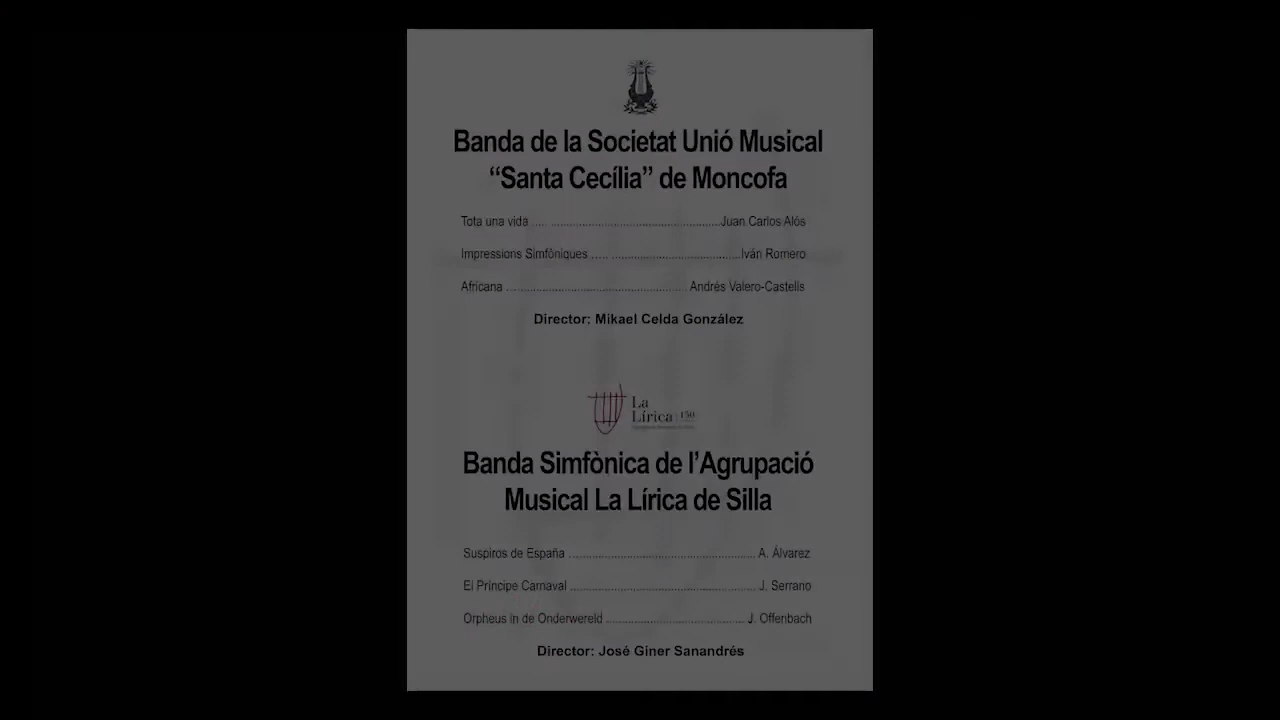 Banda de la Societat Unió Musical
“Santa Cecília” de Moncofa
Tota una vida ..... ................................................Juan Carlos Alós
Impressions Simfòniques ..... ....................................Iván Romero
Africana .................................................... Andrés Valero-Castells
Director: Mikael Celda González
La
Lírica 150
Banda Simfònica de l’Agrupació
Musical La Lírica de Silla
Suspiros de España ..................................................... A. Álvarez
El Príncipe Carnaval ..................................................... J. Serrano
Orpheus in de Onderwereld ........................................ J. Offenbach
Director: José Giner Sanandrés